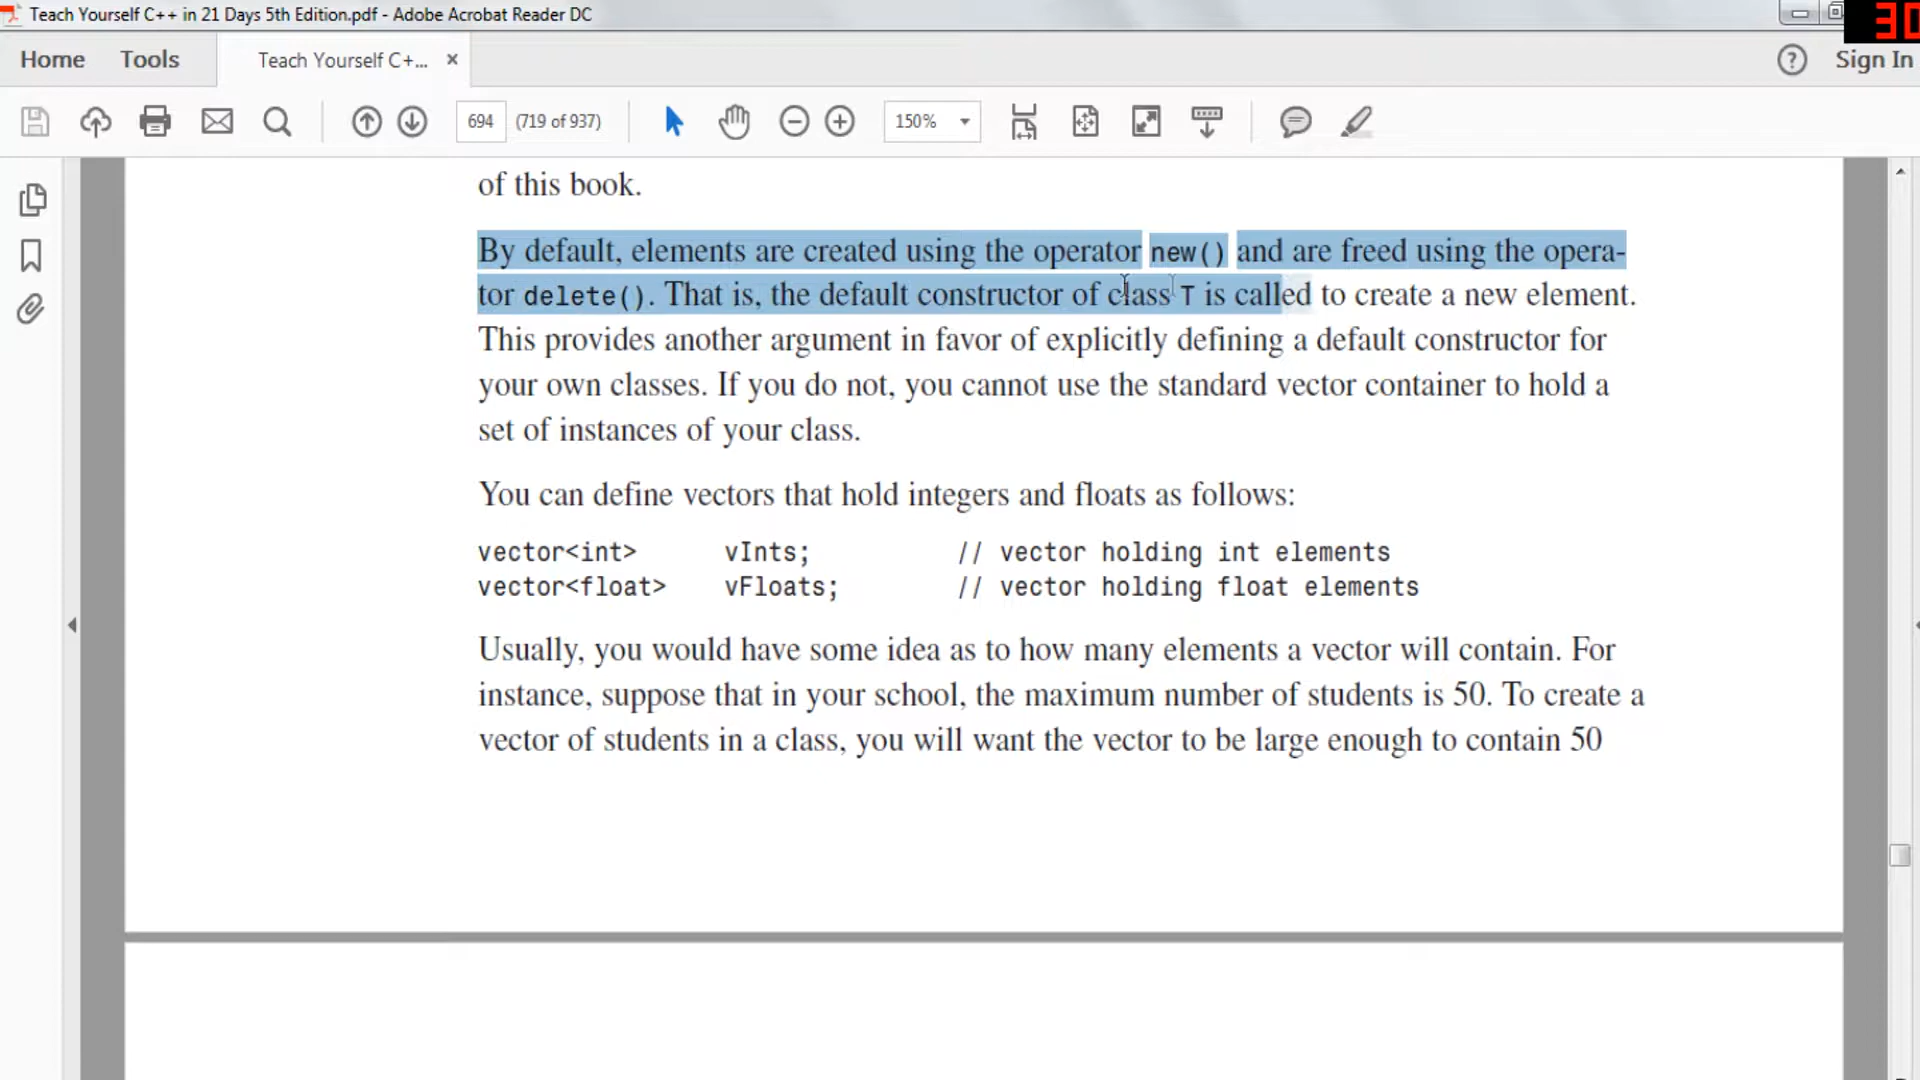 Teach Yourself C++ in 21 Days 5th Edition.pdf - Adobe Acrobat Reader DC
30
Home Tools Teach Yourself C+... × ? Sign In
694 (719 of 937) 150%
of this book.
By default, elements are created using the operator new() and are freed using the opera-
tor delete(). That is, the default constructor of class T is called to create a new element.
This provides another argument in favor of explicitly defining a default constructor for
your own classes. If you do not, you cannot use the standard vector container to hold a
set of instances of your class.
You can define vectors that hold integers and floats as follows:
vector<int> vInts; // vector holding int elements
vector<float> vFloats; // vector holding float elements
Usually, you would have some idea as to how many elements a vector will contain. For
instance, suppose that in your school, the maximum number of students is 50. To create a
vector of students in a class, you will want the vector to be large enough to contain 50